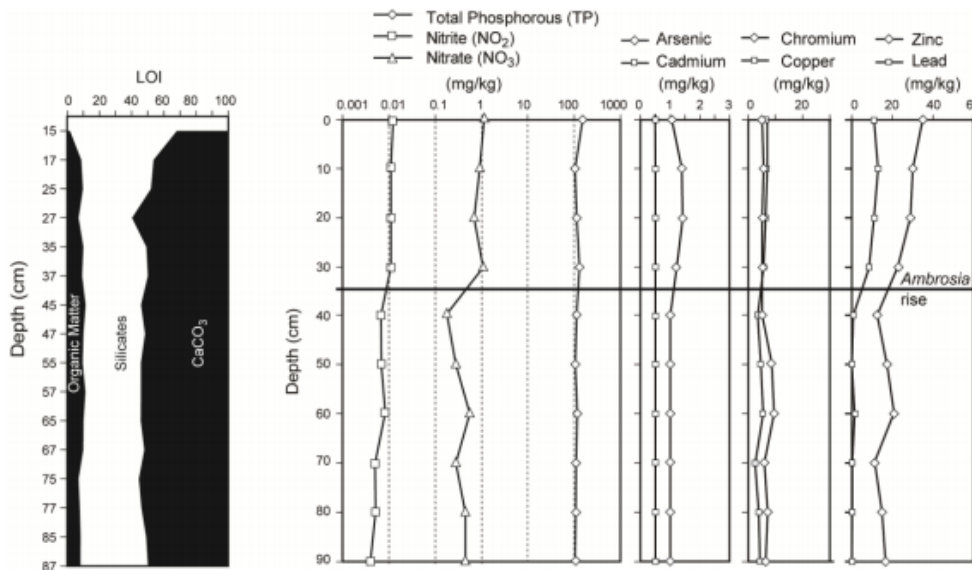 Total Phosphorous (TP)
Nitrite (NO2)
Nitrate (NO3)
(mg/kg)
Arsenic
Cadmium
(mg/kg)
Chromium
Copper
(mg/kg)
Zinc
Lead
(mg/kg)
LOI
0 20 40 60 80 100
0.001 0.01 0.1 1 10 100 1000
0 1 2 3
0 20
0 20 40 60
Depth (cm)
15
17
25
27
35
37
45
47
55
57
65
67
75
77
85
87
Organic Matter
Silicates
CaCO3
Depth (cm)
0
10
20
30
40
50
60
70
80
90
Ambrosia
rise